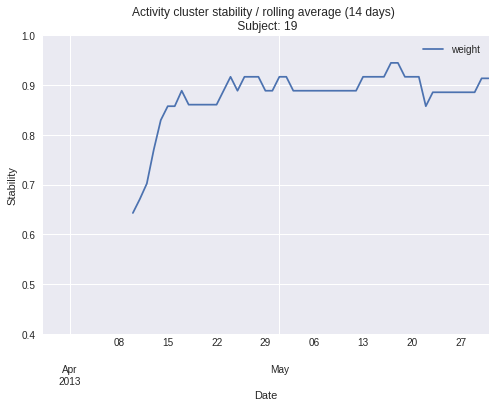 Activity cluster stability / rolling average (14 days)
Subject: 19
weight
1.0
0.9
0.8
0.7
0.6
0.5
0.4
Stability
08 15 22 29 06 13 20 27
Apr May
2013
Date